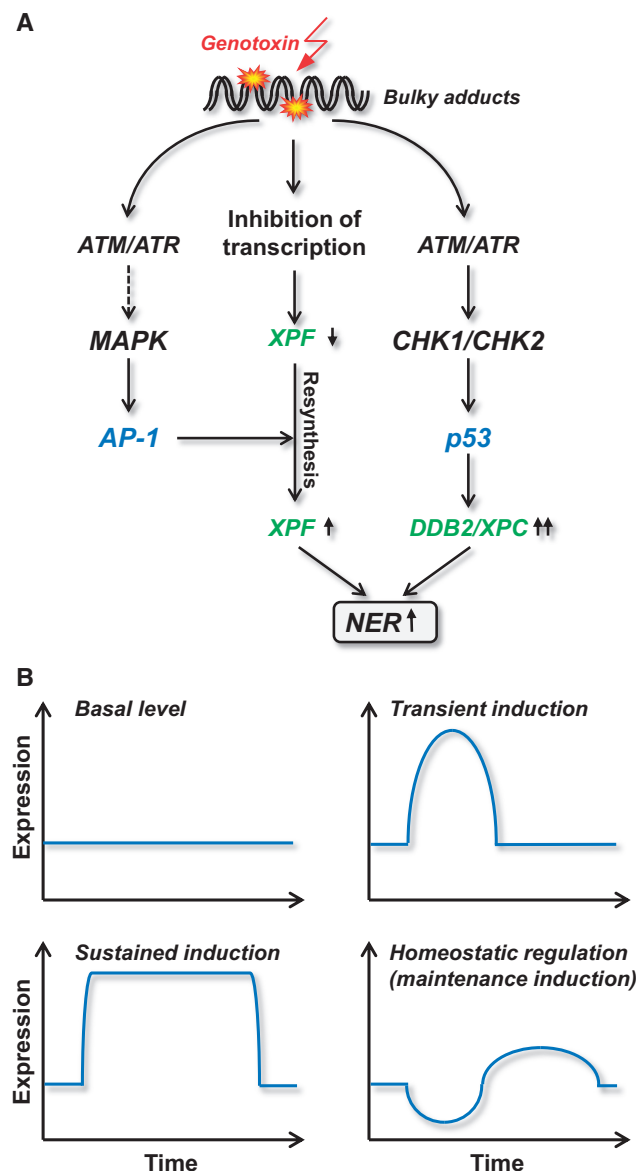 A
Genotoxin
Bulky adducts
ATM/ATR
Inhibition of
transcription
ATM/ATR
MAPK
XPF
CHK1/CHK2
AP-1
Resynthesis
p53
XPF
DDB2/XPC
NER
B
Basal level
Expression
Transient induction
Sustained induction
Expression
Time
Homeostatic regulation
(maintenance induction)
Time